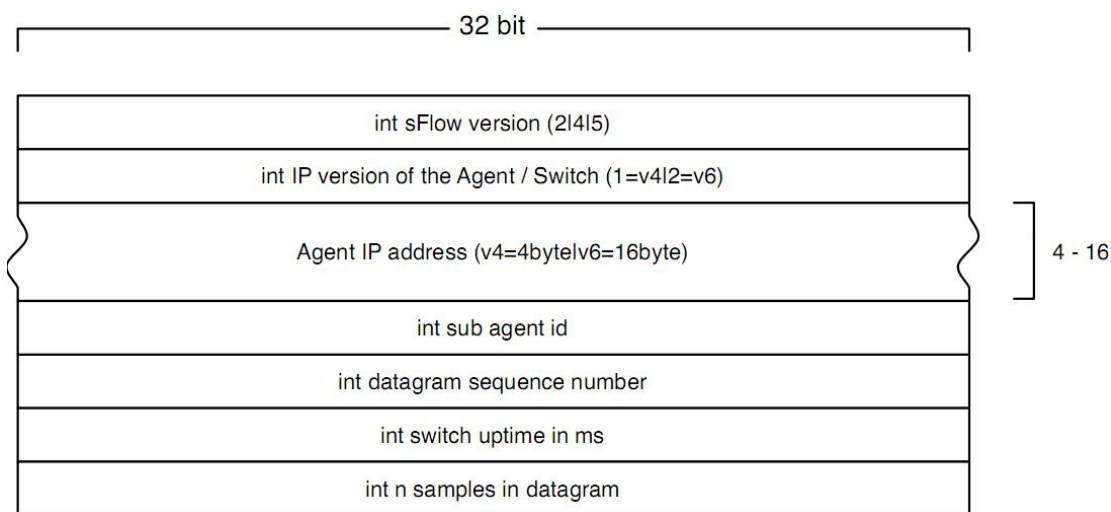 32 bit
int sFlow version (2|4|5)
int IP version of the Agent / Switch (1=v4|2=v6)
Agent IP address (v4=4byte|v6=16byte)
4 - 16
int sub agent id
int datagram sequence number
int switch uptime in ms
int n samples in datagram